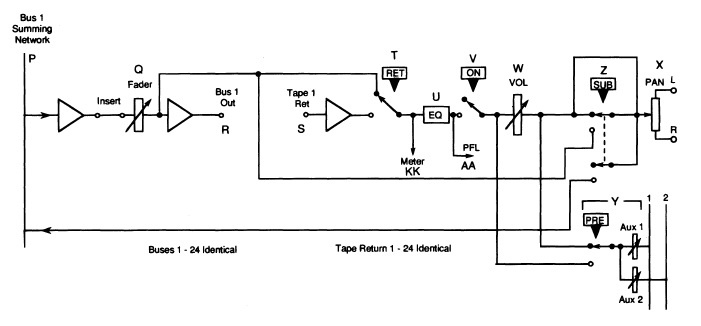 Bus 1
Summing
Network
P
Q
Fader
Insert
Bus 1
Out
R
Tape 1
Ret
S
T
RET
Meter
KK
U
EQ
PFL
AA
V
ON
W
VOL
Z
SUB
X
PAN L
R
Y
1 2
PRE
Aux 1
Aux 2
Buses 1 - 24 Identical
Tape Return 1 - 24 Identical